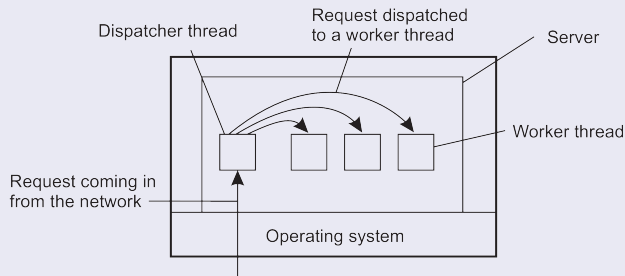 Request dispatched
to a worker thread
Dispatcher thread
Server
Worker thread
Request coming in
from the network
Operating system